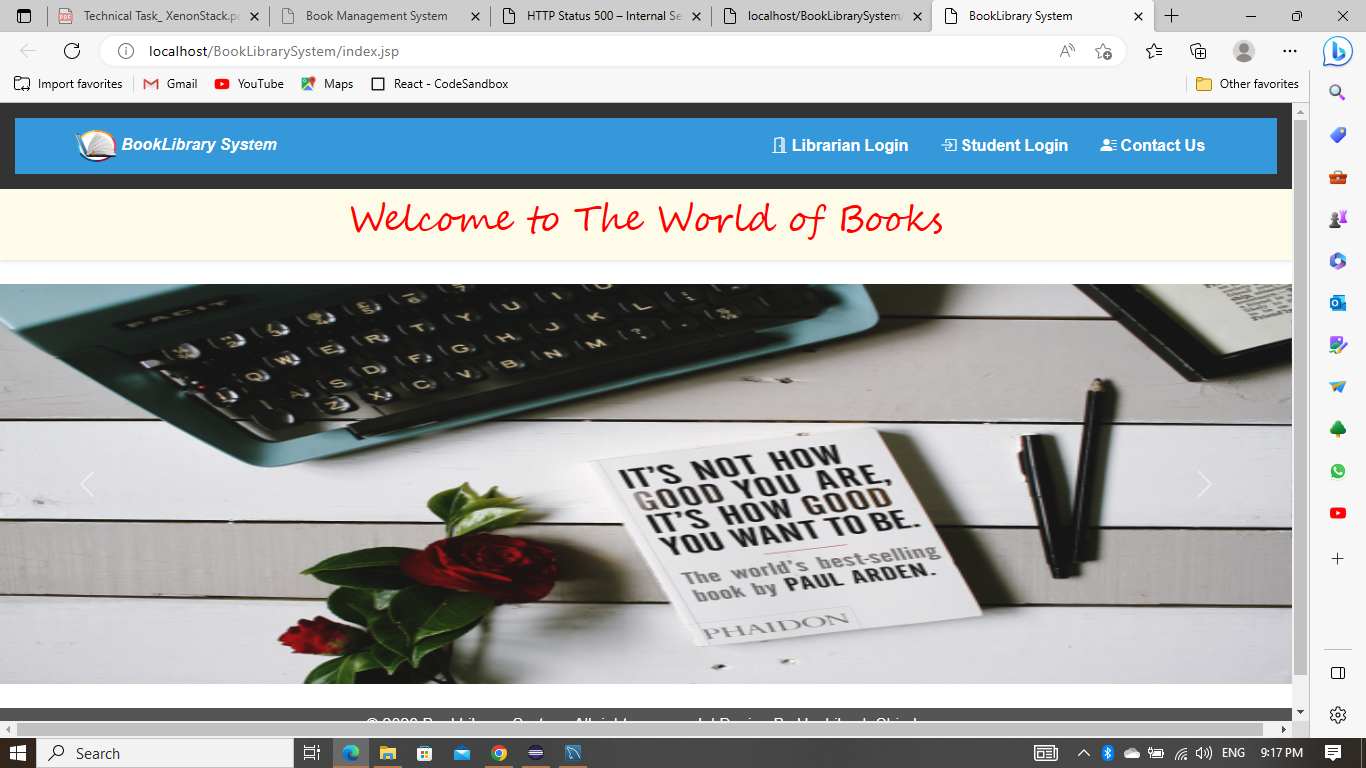 Technical Task_ XenonStack.pc
Book Management System
HTTP Status 500 – Internal Se
localhost/BookLibrarySystem/
BookLibrary System
localhost/BookLibrarySystem/index.jsp
Import favorites
Gmail
YouTube
Maps
React - CodeSandbox
Other favorites
BookLibrary System
Librarian Login
Student Login
Contact Us
Welcome to The World of Books
FACIT
Q W E R T Y U I O
A S D F G H J K L
Z X C V B N M ?
IT'S NOT HOW
GOOD YOU ARE,
IT'S HOW GOOD
YOU WANT TO BE.
The world's best-selling
book by PAUL ARDEN.
PHAIDON
Search
ENG
9:17 PM